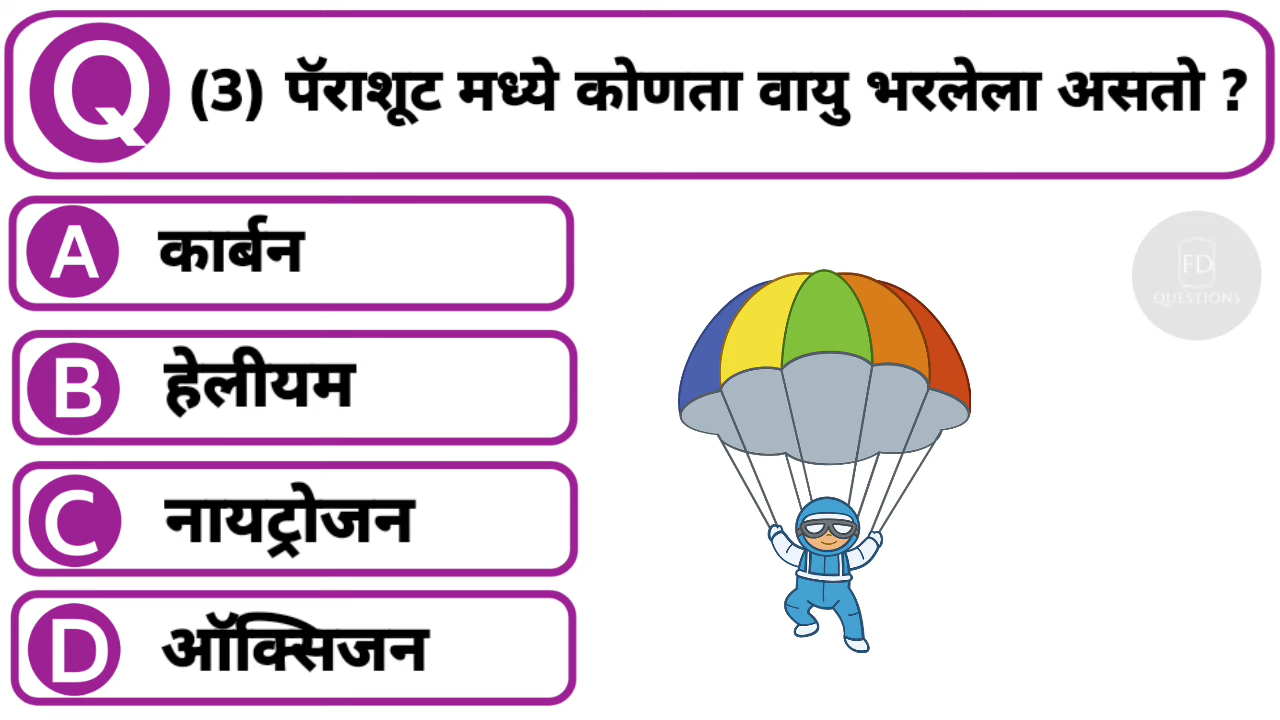 Q (3) पॅराशूट मध्ये कोणता वायु भरलेला असतो ?
A कार्बन
FD
QUESTIONS
B हेलीयम
C नायट्रोजन
D ऑक्सिजन